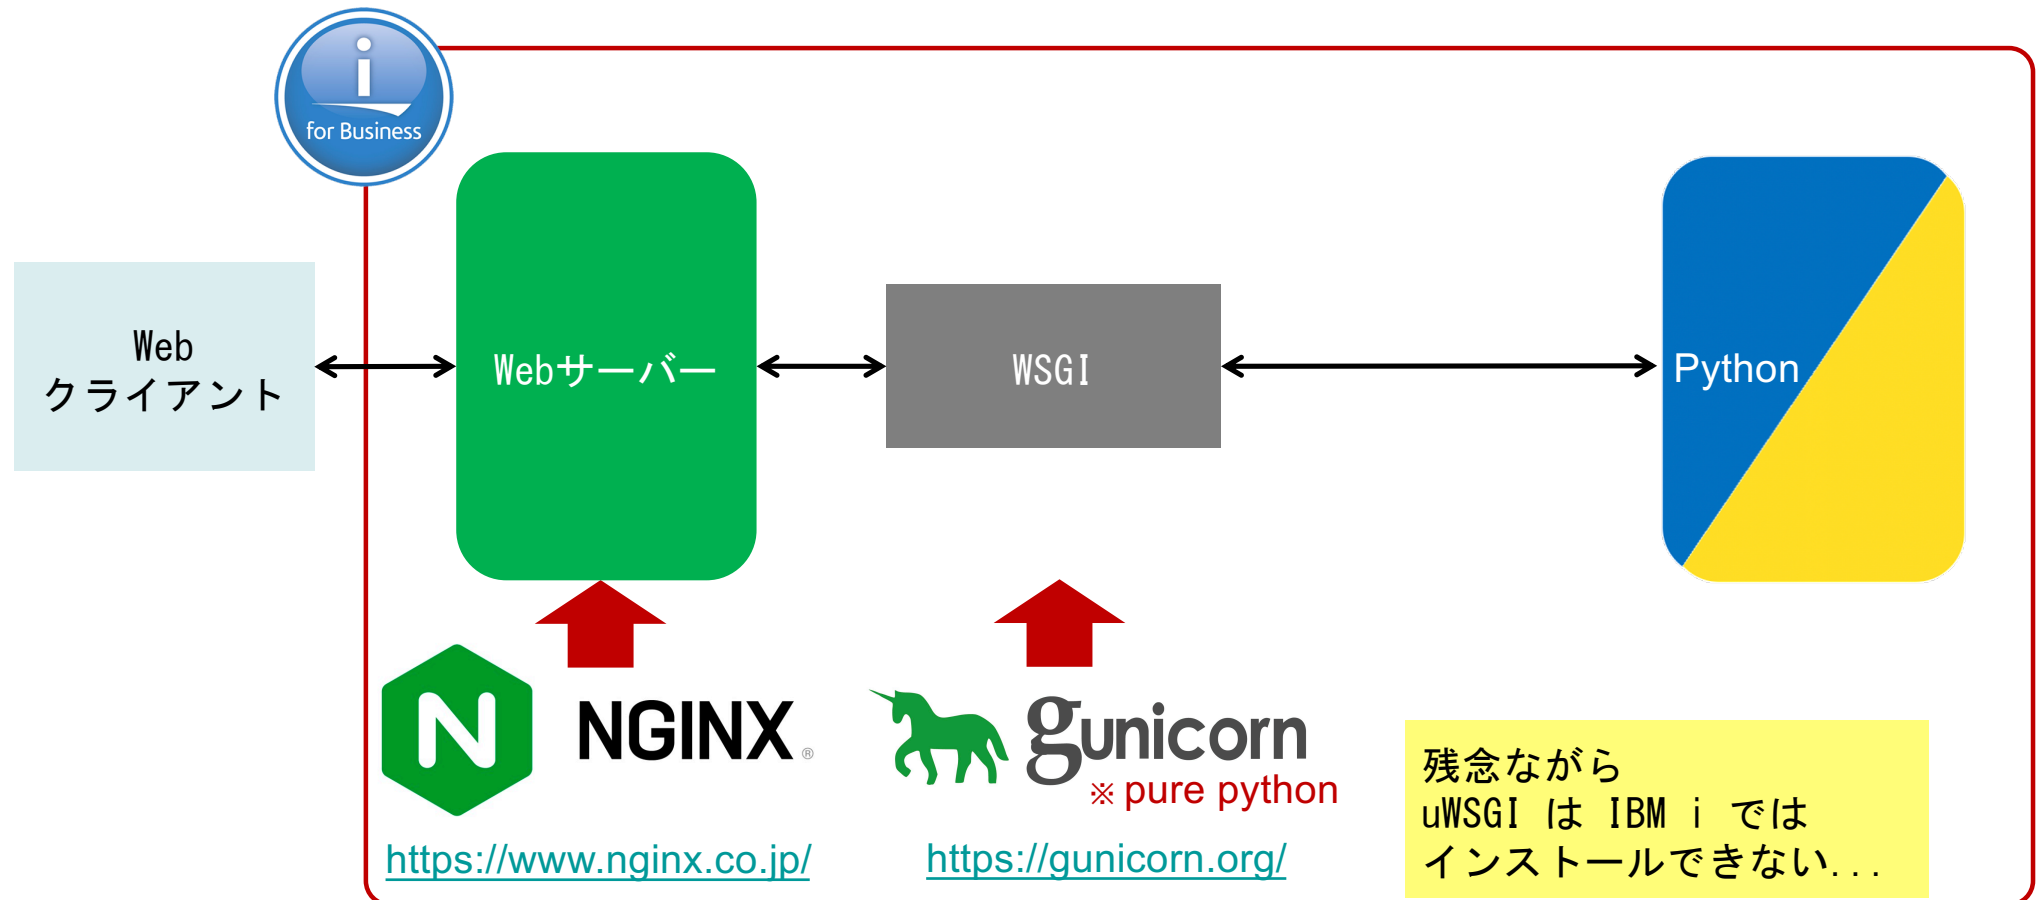 i
for Business
Web
クライアント
Webサーバー
WSGI
Python
N
NGINX
®
gunicorn
※ pure python
https://www.nginx.co.jp/
https://gunicorn.org/
残念ながら
uWSGI は IBM i では
インストールできない...